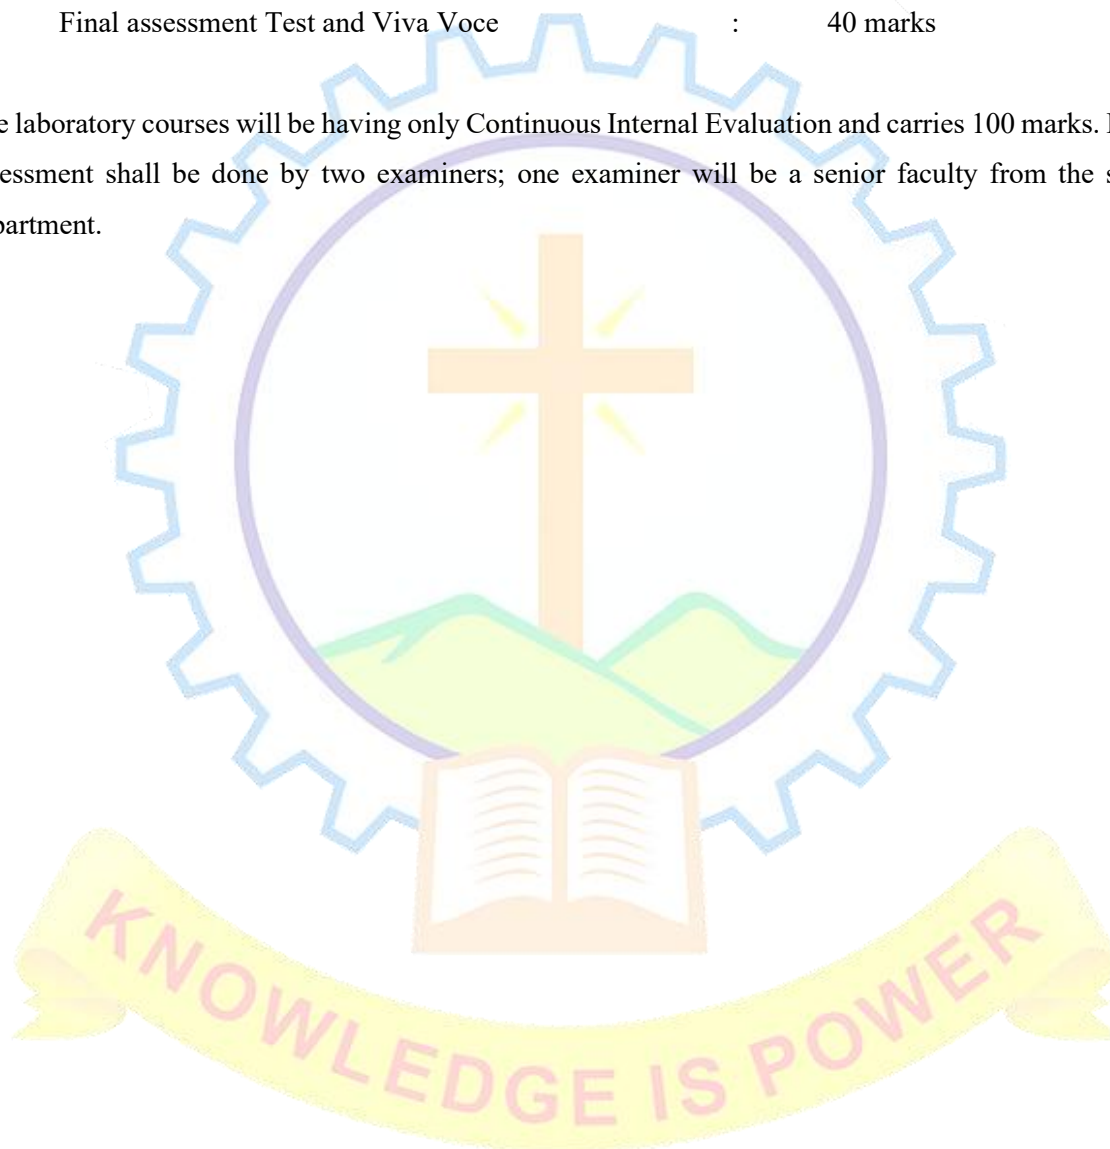 Final assessment Test and Viva Voce : 40 marks
e laboratory courses will be having only Continuous Internal Evaluation and carries 100 marks.
essment shall be done by two examiners; one examiner will be a senior faculty from the
partment.
KNOWLEDGE IS POWER